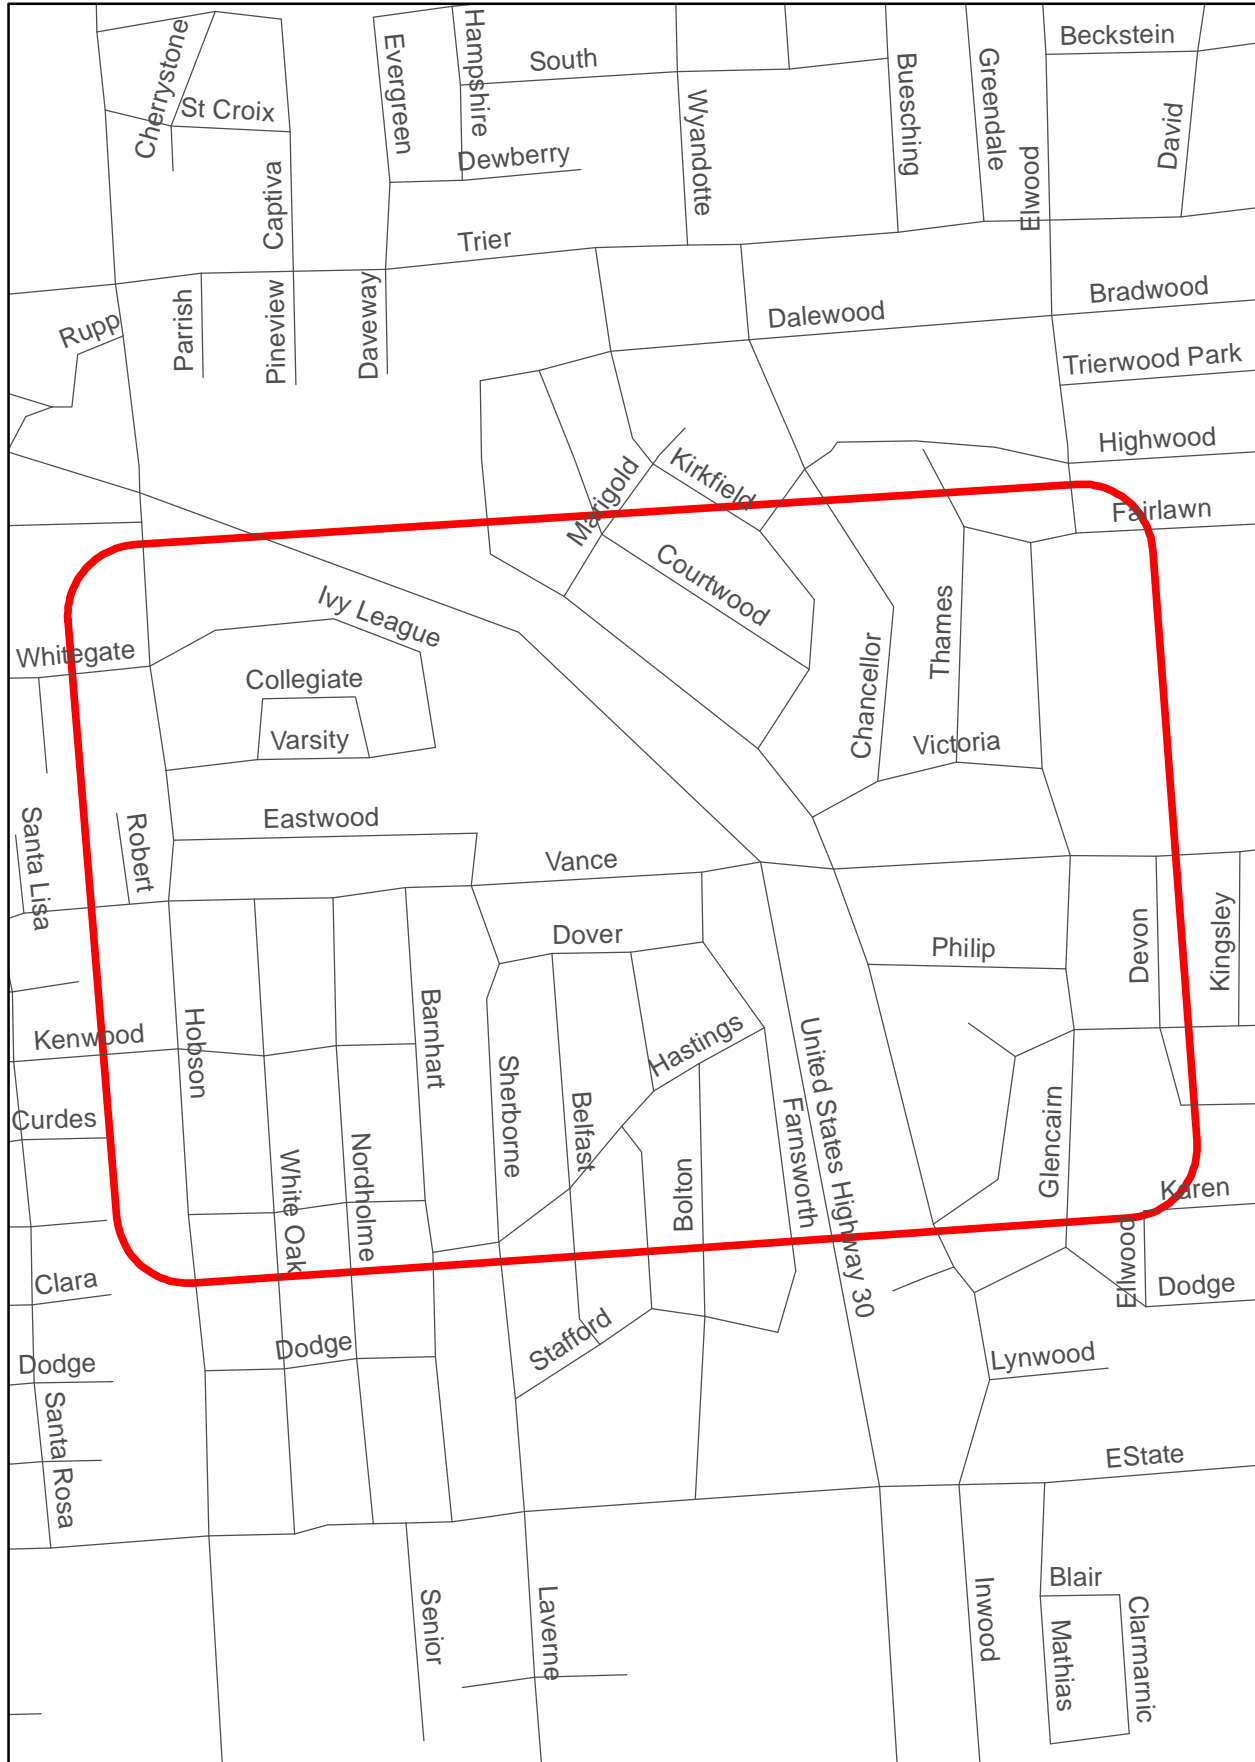 Hampshire
Beckstein
Cherrystone
Evergreen
South
Buesching
Greendale
St Croix
Wyandotte
David
Dewberry
Elwood
Captiva
Trier
Parrish
Pineview
Daveway
Bradwood
Rupp
Dalewood
Trierwood Park
Highwood
Kirkfield
Marigold
Fairlawn
Courtwood
Ivy League
Thames
Whitegate
Collegiate
Chancellor
Varsity
Victoria
Santa Lisa
Robert
Eastwood
Vance
Dover
Philip
Devon
Kingsley
Kenwood
Hobson
Barnhart
Hastings
United States Highway 30
Sherborne
Belfast
Farnsworth
Glencairn
Curdes
White Oak
Nordholme
Bolton
Karen
Ellwood
Clara
Dodge
Stafford
Dodge
Dodge
Lynwood
Santa Rosa
EState
Senior
Laverne
Inwood
Blair
Mathias
Clarmarnic